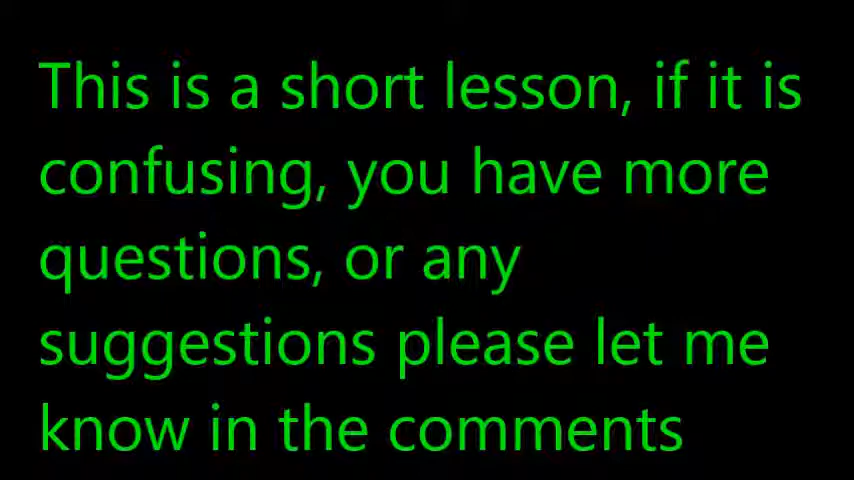 This is a short lesson, if it is
confusing, you have more
questions, or any
suggestions please let me
know in the comments